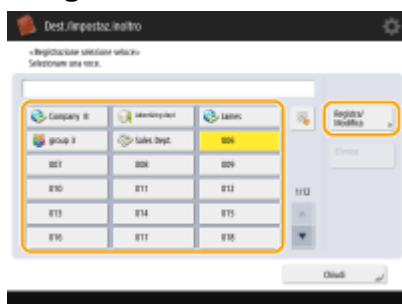 Dest./Impostaz.Inoltro
<Registrazione selezione veloce>
Selezionare una voce.
Company B
Advertising dept
James
Registra/
Modifica
group 3
Sales Dept.
006
Elimina
007
008
009
010
011
012
1/12
013
014
015
016
017
018
Chiudi